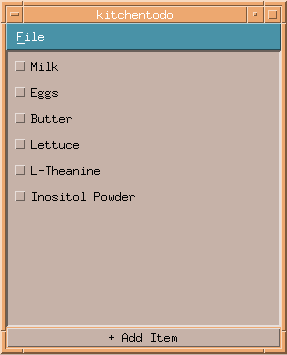 kitchentodo
File
Milk
Eggs
Butter
Lettuce
L-Theanine
Inositol Powder
+ Add Item